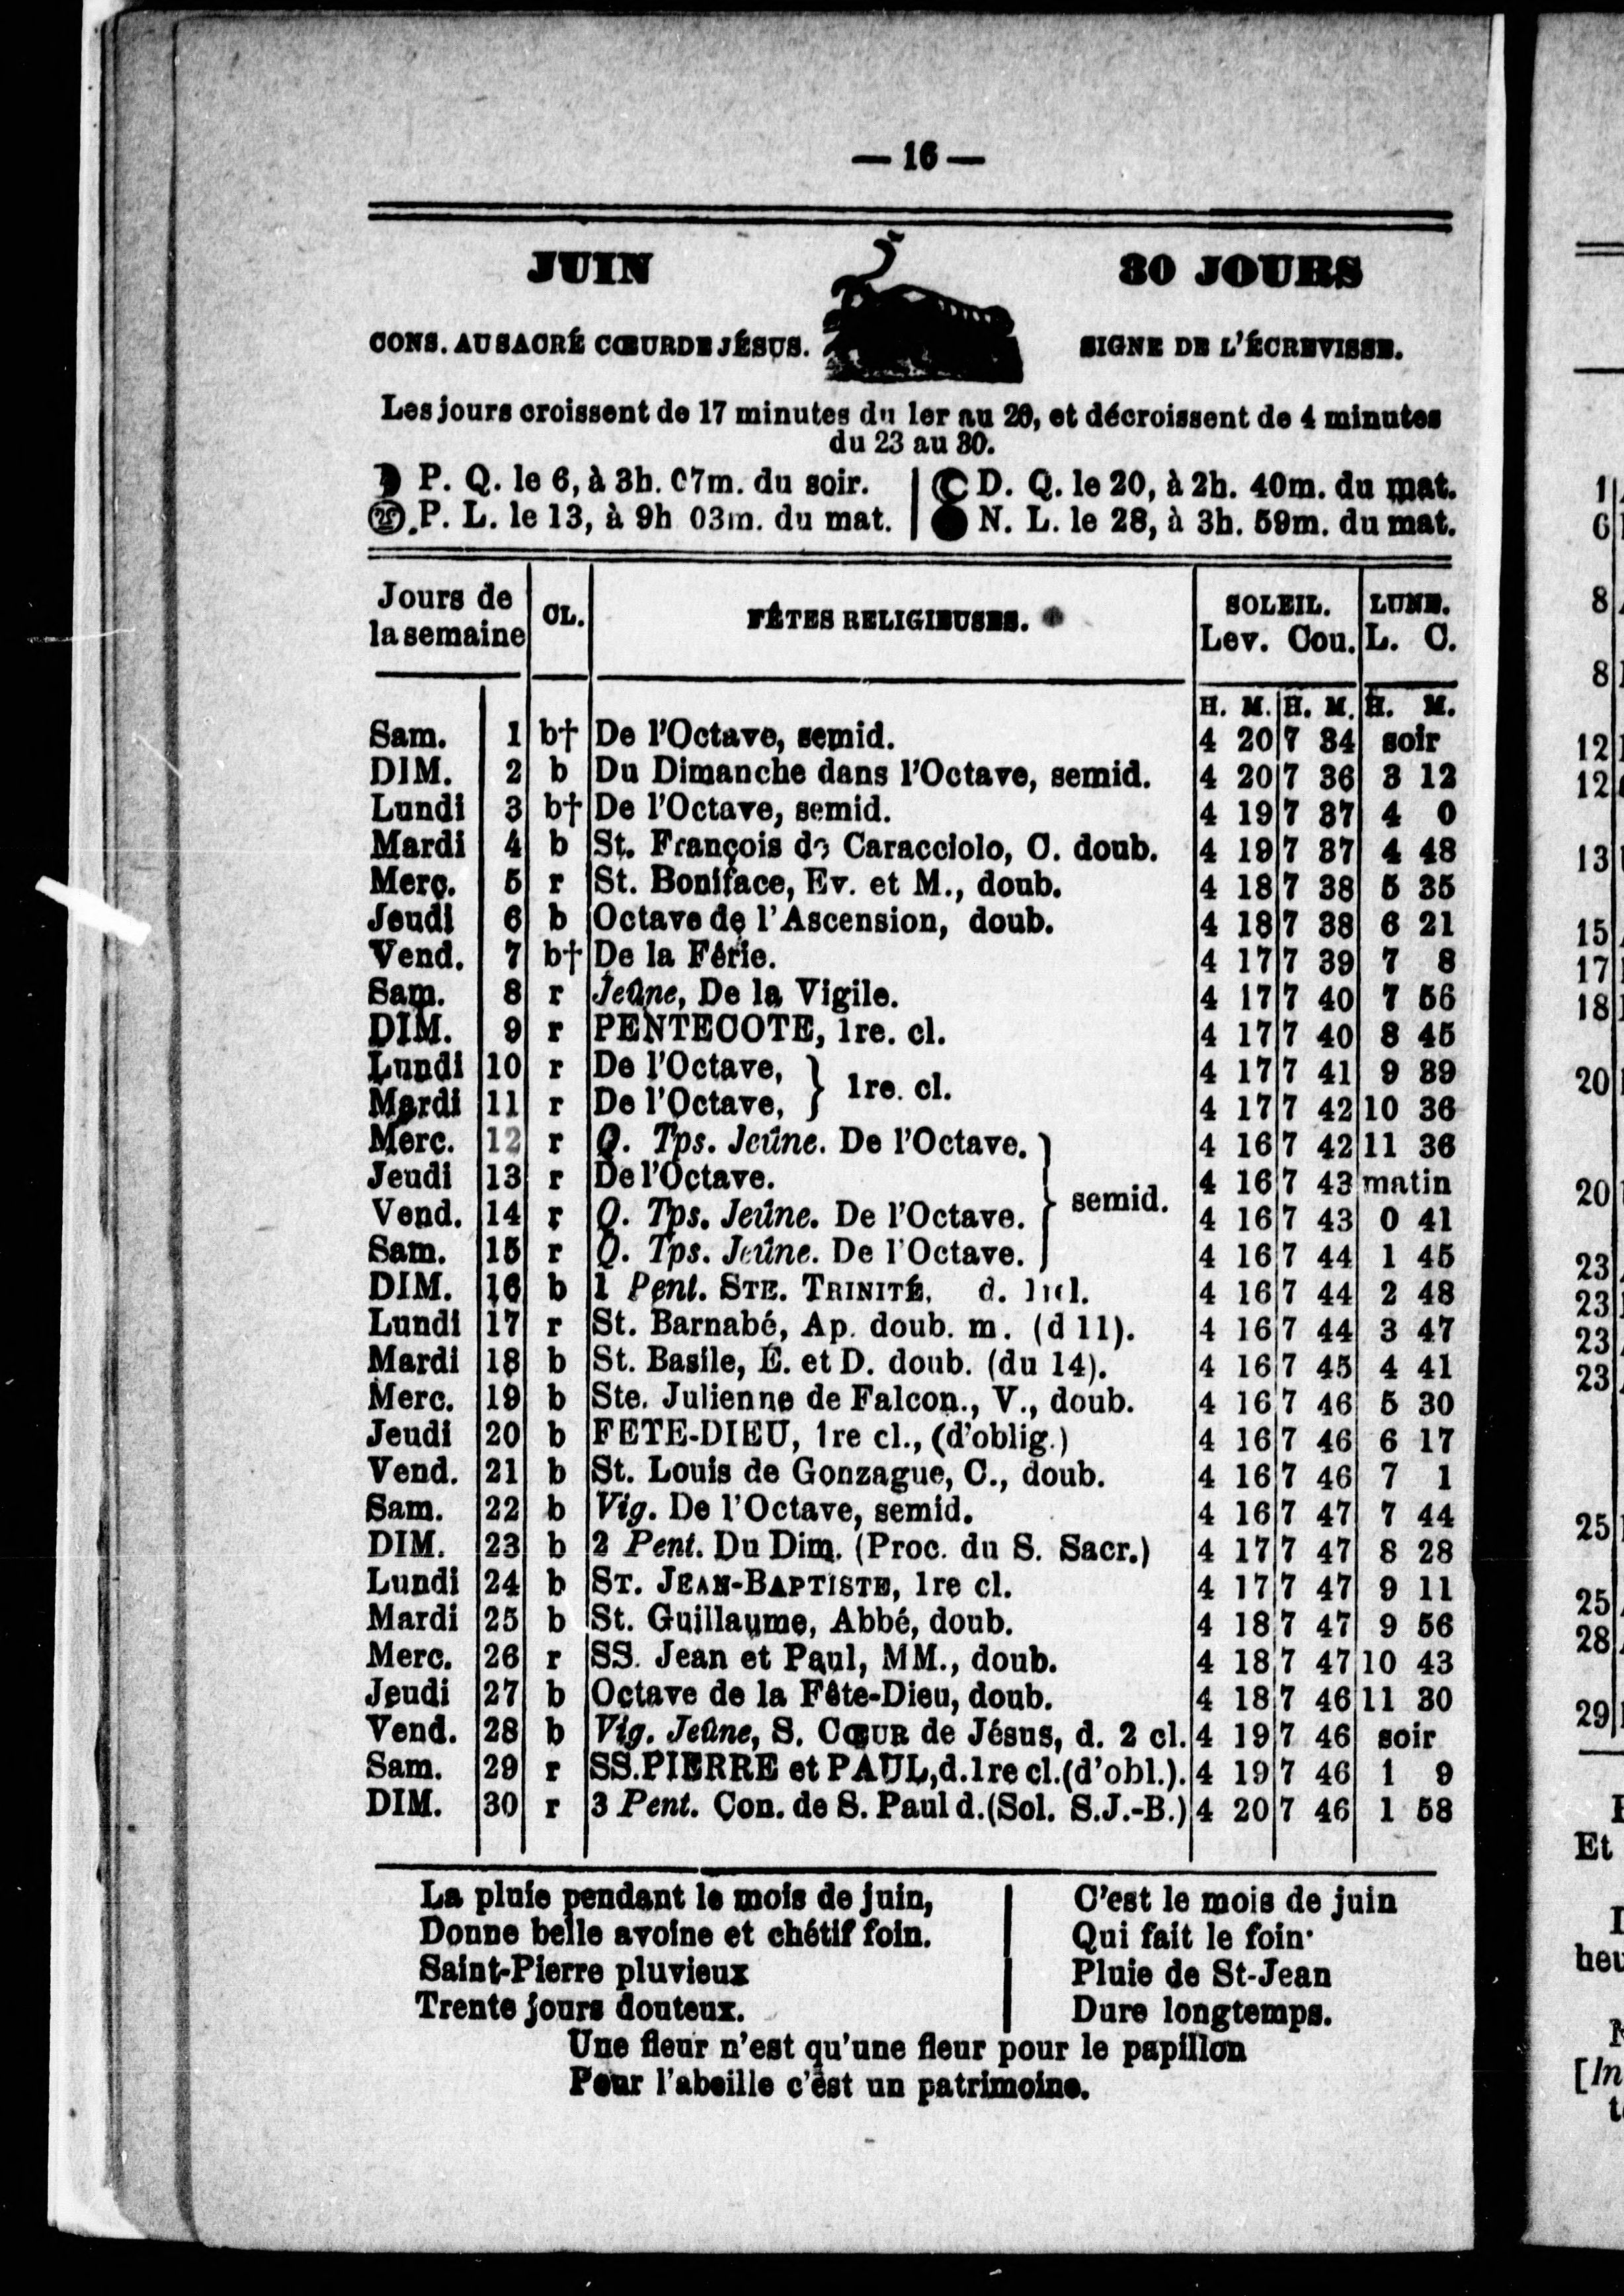 — 16 —
JUIN 30 JOURS
CONS. AU SACRÉ CŒUR DE JÉSUS. SIGNE DE L'ÉCREVISSE.
Les jours croissent de 17 minutes du 1er au 20, et décroissent de 4 minutes
du 23 au 30.
P. Q. le 6, à 3h. 07m. du soir. D. Q. le 20, à 2h. 40m. du mat.
P. L. le 13, à 9h 03m. du mat. N. L. le 28, à 3h. 59m. du mat.
Jours de la semaine CL. FÊTES RELIGIEUSES. SOLEIL. Lev. Cou. LUNE. L. C.
H. M. H. M. H. M.
Sam. 1 b† De l'Octave, semid. 4 20 7 34 soir
DIM. 2 b Du Dimanche dans l'Octave, semid. 4 20 7 36 3 12
Lundi 3 b† De l'Octave, semid. 4 19 7 37 4 0
Mardi 4 b St. François de Caracciolo, C. doub. 4 19 7 37 4 48
Merc. 5 r St. Boniface, Ev. et M., doub. 4 18 7 38 5 35
Jeudi 6 b Octave de l'Ascension, doub. 4 18 7 38 6 21
Vend. 7 b† De la Férie. 4 17 7 39 7 8
Sam. 8 r Jeûne, De la Vigile. 4 17 7 40 7 56
DIM. 9 r PENTECOTE, 1re. cl. 4 17 7 40 8 45
Lundi 10 r De l'Octave, 4 17 7 41 9 39
1re. cl.
Mardi 11 r De l'Octave, 4 17 7 42 10 36
Merc. 12 r Q. Tps. Jeûne. De l'Octave. 4 16 7 42 11 36
Jeudi 13 r De l'Octave. 4 16 7 43 matin
semid.
Vend. 14 r Q. Tps. Jeûne. De l'Octave. 4 16 7 43 0 41
Sam. 15 r Q. Tps. Jeûne. De l'Octave. 4 16 7 44 1 45
DIM. 16 b 1 Pent. STE. TRINITÉ, d. 4 16 7 44 2 48
Lundi 17 r St. Barnabé, Ap. doub. m. (d 11). 4 16 7 44 3 47
Mardi 18 b St. Basile, É. et D. doub. (du 14). 4 16 7 45 4 41
Merc. 19 b Ste. Julienne de Falcon., V., doub. 4 16 7 46 5 30
Jeudi 20 b FETE-DIEU, 1re cl., (d'oblig.) 4 16 7 46 6 17
Vend. 21 b St. Louis de Gonzague, C., doub. 4 16 7 46 7 1
Sam. 22 b Vig. De l'Octave, semid. 4 16 7 47 7 44
DIM. 23 b 2 Pent. Du Dim. (Proc. du S. Sacr.) 4 17 7 47 8 28
Lundi 24 b ST. JEAN-BAPTISTE, 1re cl. 4 17 7 47 9 11
Mardi 25 b St. Guillaume, Abbé, doub. 4 18 7 47 9 56
Merc. 26 r SS. Jean et Paul, MM., doub. 4 18 7 47 10 43
Jeudi 27 b Octave de la Fête-Dieu, doub. 4 18 7 46 11 30
Vend. 28 b Vig. Jeûne, S. CŒUR de Jésus, d. 2 cl. 4 19 7 46 soir
Sam. 29 r SS. PIERRE et PAUL, d. 1re cl. (d'obl.). 4 19 7 46 1 9
DIM. 30 r 3 Pent. Con. de S. Paul d. (Sol. S.J.-B.) 4 20 7 46 1 58
La pluie pendant le mois de juin,
Donne belle avoine et chétif foin.
Saint-Pierre pluvieux
Trente jours douteux.
C'est le mois de juin
Qui fait le foin
Pluie de St-Jean
Dure longtemps.
Une fleur n'est qu'une fleur pour le papillon
Pour l'abeille c'est un patrimoine.
1
6
8
8
12
12
13
15
17
18
20
20
23
23
23
23
25
25
28
29
Et
[In